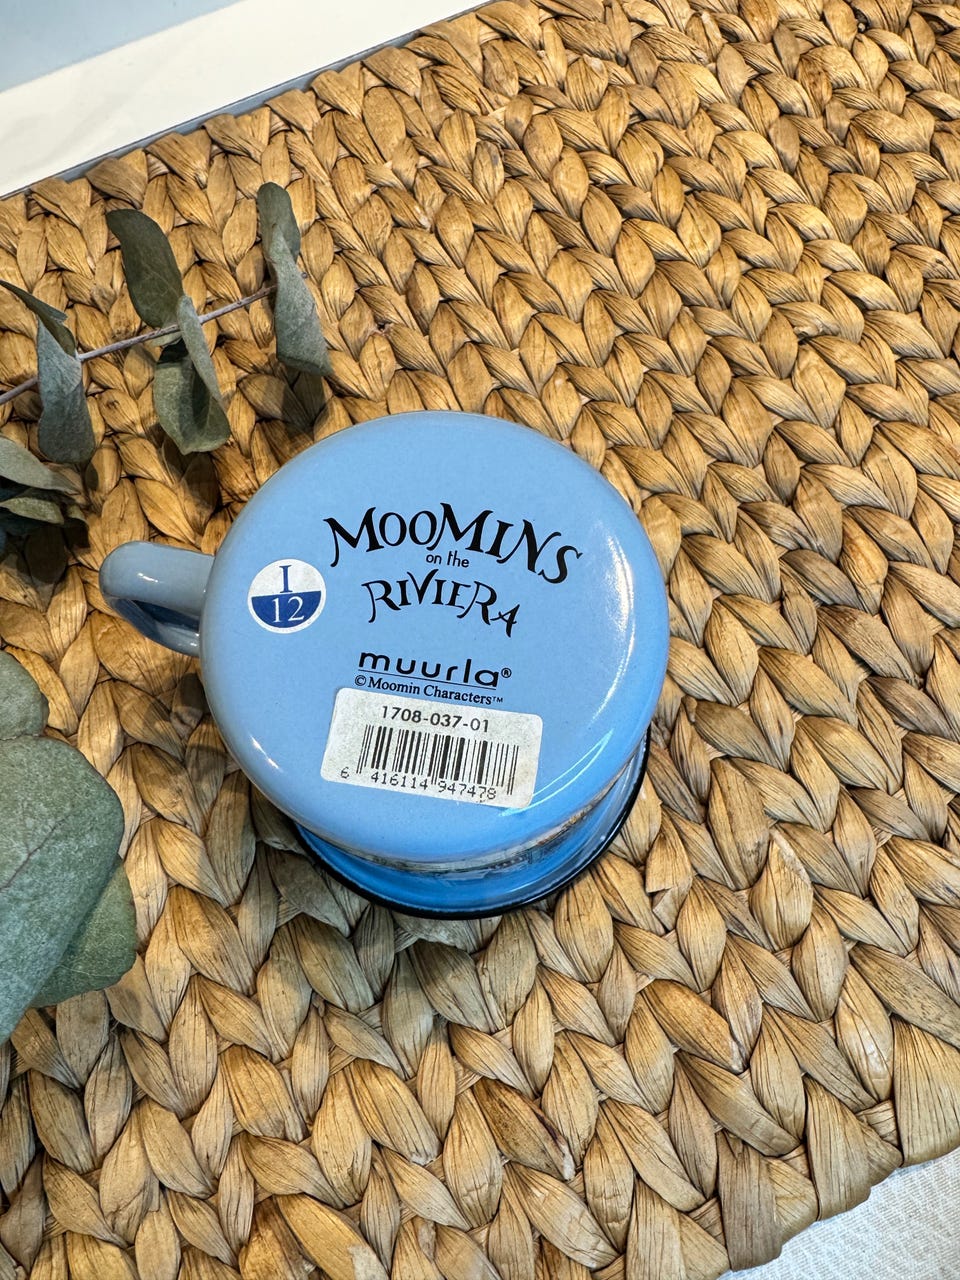 MOOMINS
on the
RIVIERA
I
12
muurla®
© Moomin Characters™
1708-037-01
6 416114 947478